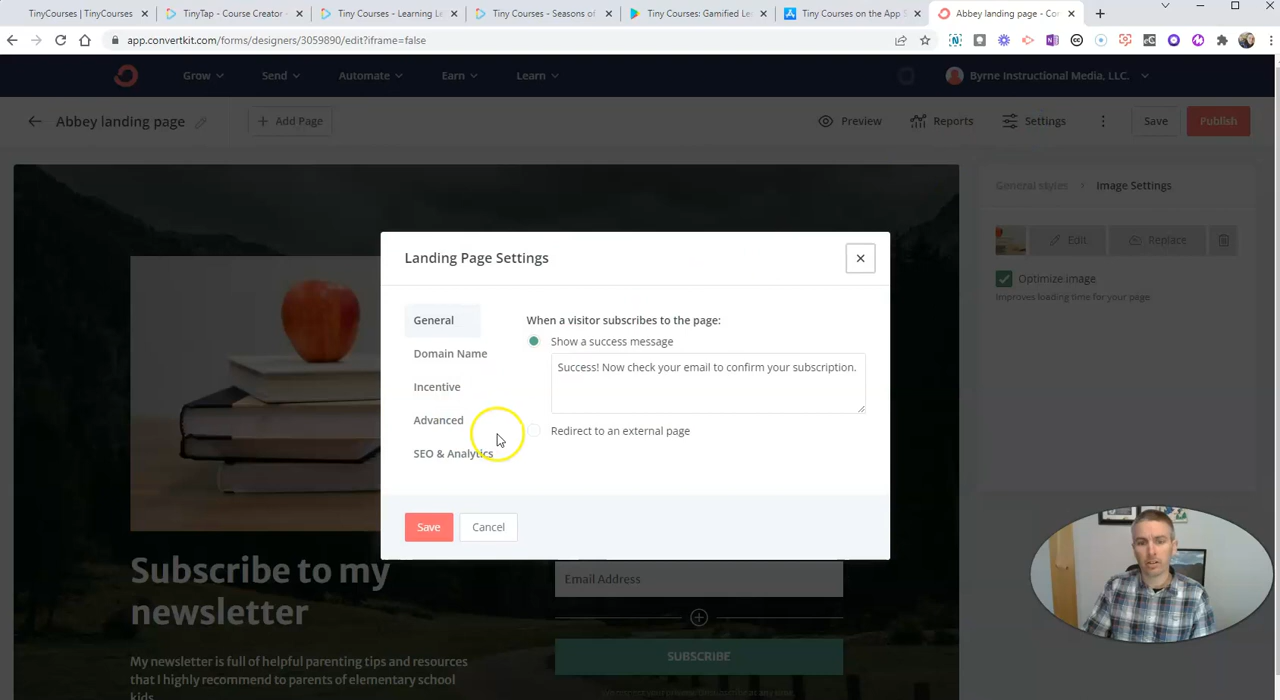 TinyCourses | TinyCourses
TinyTap - Course Creator -
Tiny Courses - Learning Le
Tiny Courses - Seasons of
Tiny Courses: Gamified Le
Tiny Courses on the App S
Abbey landing page - Con
app.convertkit.com/forms/designers/3059890/edit?iframe=false
Grow Send Automate Earn Learn Byrne Instructional Media, LLC.
Abbey landing page + Add Page Preview Reports Settings Save Publish
General styles / Image Settings
Edit Replace
Optimize image
Improves loading time for your page
Landing Page Settings
General
Domain Name
Incentive
Advanced
SEO & Analytics
When a visitor subscribes to the page:
Show a success message
Success! Now check your email to confirm your subscription.
Redirect to an external page
Save Cancel
Subscribe to my
newsletter
My newsletter is full of helpful parenting tips and resources
that I highly recommend to parents of elementary school
kids.
Email Address
SUBSCRIBE